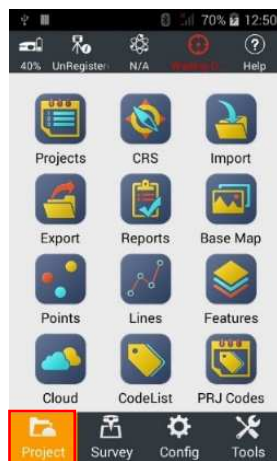 70% 12:50
40% UnRegister N/A Help
Projects CRS Import
Export Reports Base Map
Points Lines Features
Cloud CodeList PRJ Codes
Project Survey Config Tools